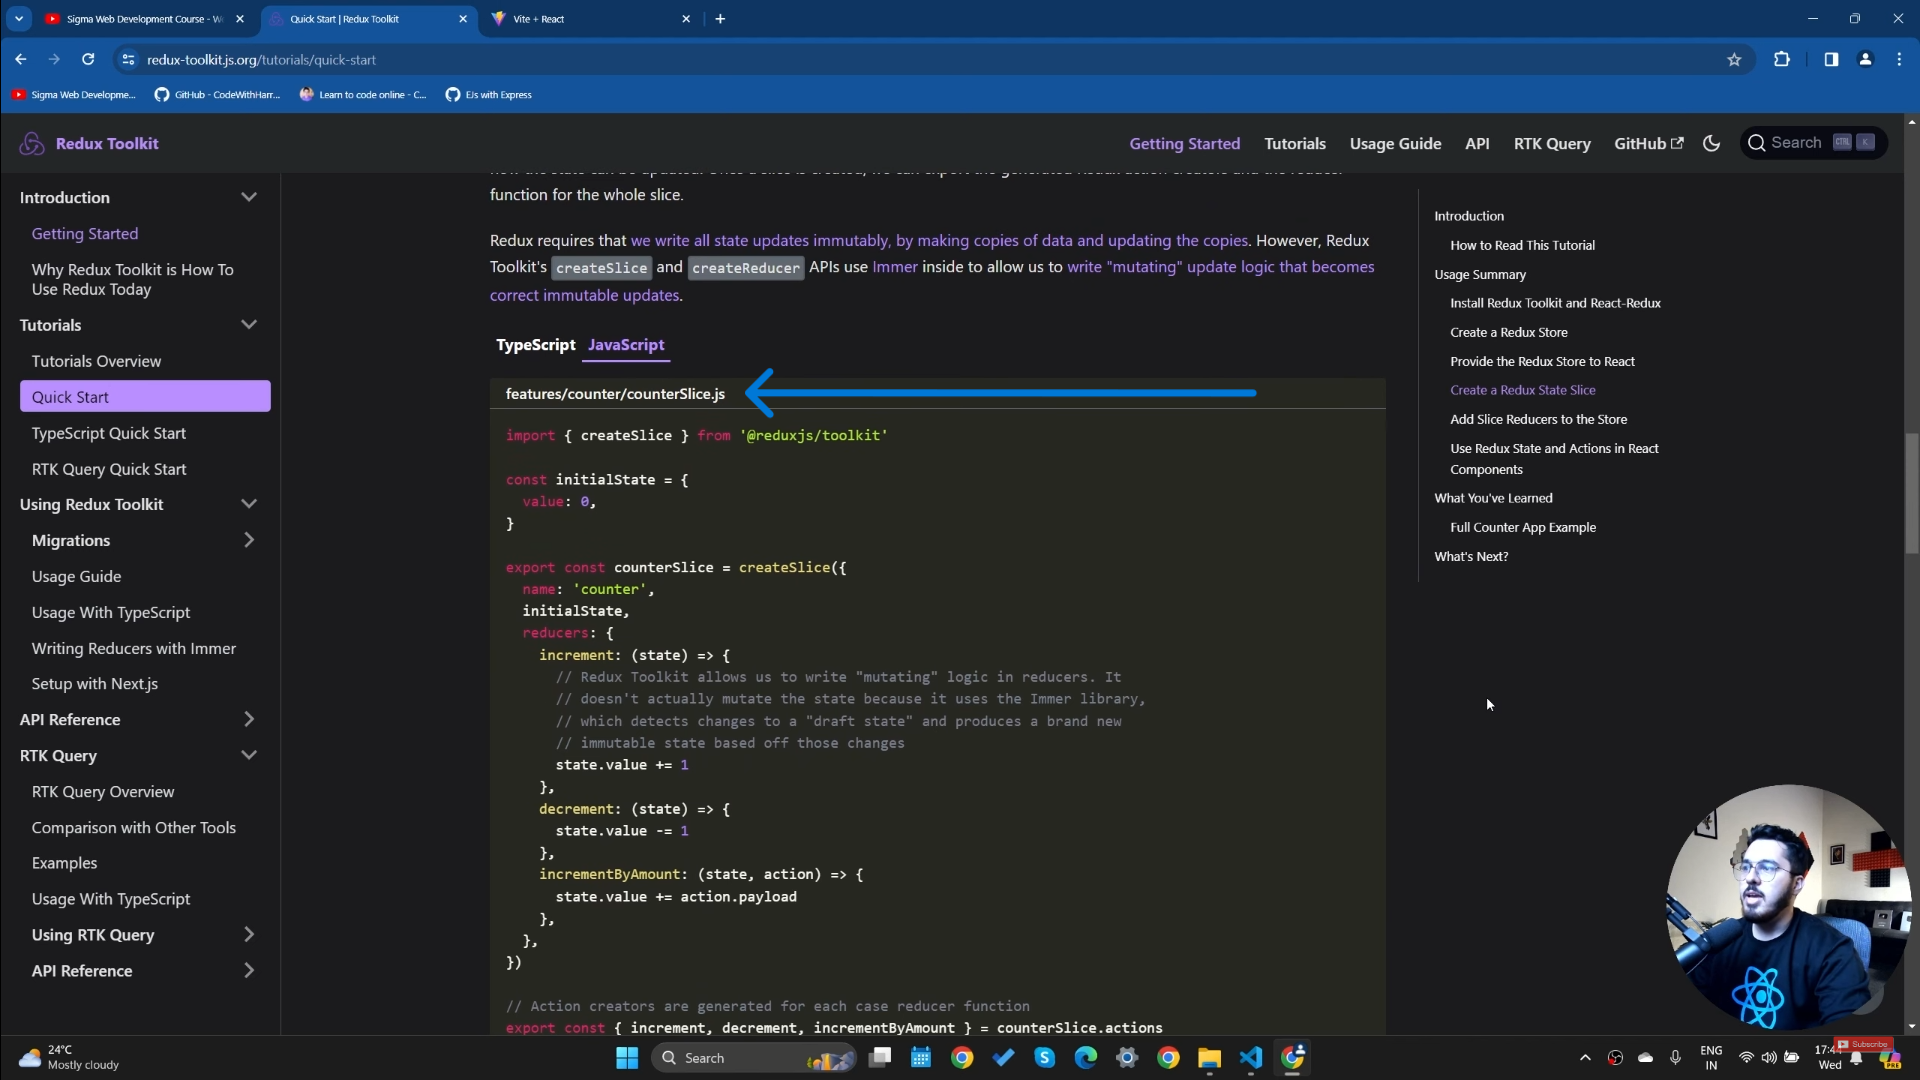 Sigma Web Development Course - W
Quick Start | Redux Toolkit
Vite + React
redux-toolkit.js.org/tutorials/quick-start
Sigma Web Developme...
GitHub - CodeWithHarr...
Learn to code online - C...
EJs with Express
Redux Toolkit
Getting Started
Tutorials
Usage Guide
API
RTK Query
GitHub
Search
CTRL K
Introduction
Getting Started
Why Redux Toolkit is How To
Use Redux Today
Tutorials
Tutorials Overview
Quick Start
TypeScript Quick Start
RTK Query Quick Start
Using Redux Toolkit
Migrations
Usage Guide
Usage With TypeScript
Writing Reducers with Immer
Setup with Next.js
API Reference
RTK Query
RTK Query Overview
Comparison with Other Tools
Examples
Usage With TypeScript
Using RTK Query
API Reference
function for the whole slice.
Redux requires that we write all state updates immutably, by making copies of data and updating the copies. However, Redux
Toolkit's createSlice and createReducer APIs use Immer inside to allow us to write "mutating" update logic that becomes
correct immutable updates.
TypeScript JavaScript
features/counter/counterSlice.js
import { createSlice } from '@reduxjs/toolkit'
const initialState = {
value: 0,
}
export const counterSlice = createSlice({
name: 'counter',
initialState,
reducers: {
increment: (state) => {
// Redux Toolkit allows us to write "mutating" logic in reducers. It
// doesn't actually mutate the state because it uses the Immer library,
// which detects changes to a "draft state" and produces a brand new
// immutable state based off those changes
state.value += 1
},
decrement: (state) => {
state.value -= 1
},
incrementByAmount: (state, action) => {
state.value += action.payload
},
},
})
// Action creators are generated for each case reducer function
export const { increment, decrement, incrementByAmount } = counterSlice.actions
Introduction
How to Read This Tutorial
Usage Summary
Install Redux Toolkit and React-Redux
Create a Redux Store
Provide the Redux Store to React
Create a Redux State Slice
Add Slice Reducers to the Store
Use Redux State and Actions in React
Components
What You've Learned
Full Counter App Example
What's Next?
24°C
Mostly cloudy
Search
ENG
IN
17:44
Wed
Subscribe
PRE